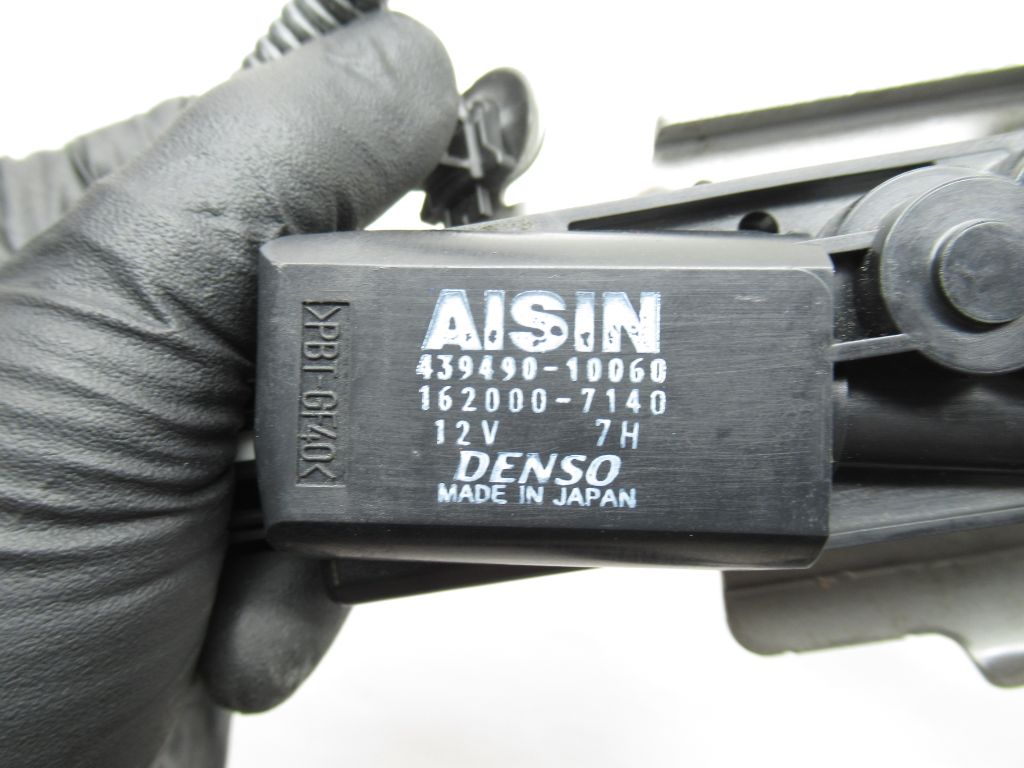 AISIN
439490-10060
162000-7140
12V 7H
DENSO
MADE IN JAPAN
>PBT-GF40<